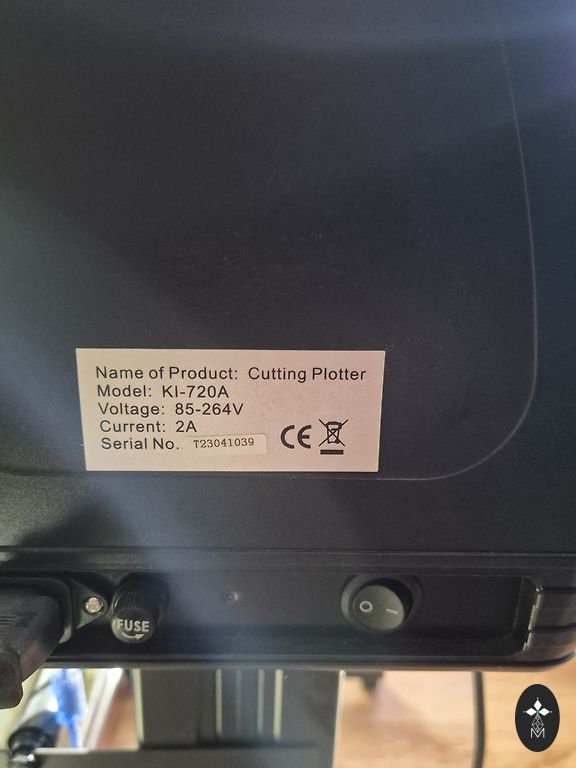 Name of Product: Cutting Plotter
Model: KI-720A
Voltage: 85-264V
Current: 2A
Serial No. T23041039
CE
FUSE
O I
M